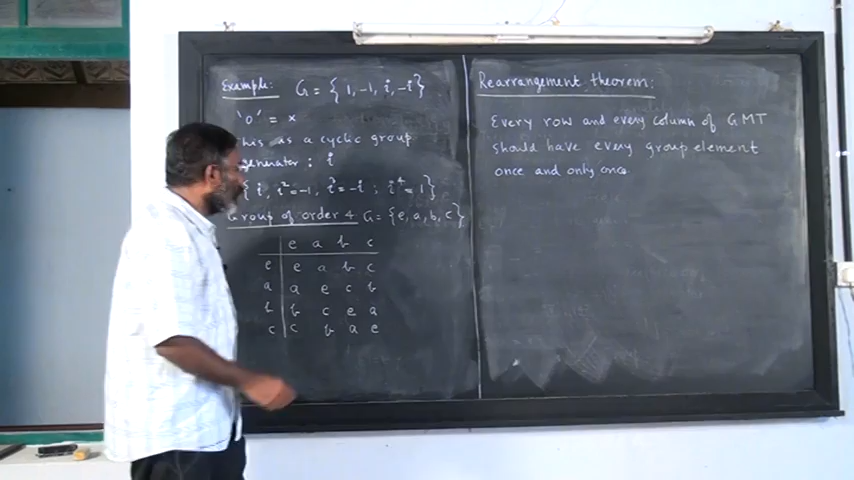 Example: G = { 1, -1, i, -i }
'o' = ×
This is a cyclic group
generator : i
{ i, i²=-1, i³=-i ; i⁴=1 }
Group of order 4 G = {e, a, b, c}
e a b c
e e a b c
a a e c b
b b c e a
c c b a e
Rearrangement theorem:
Every row and every column of GMT
should have every group element
once and only once.